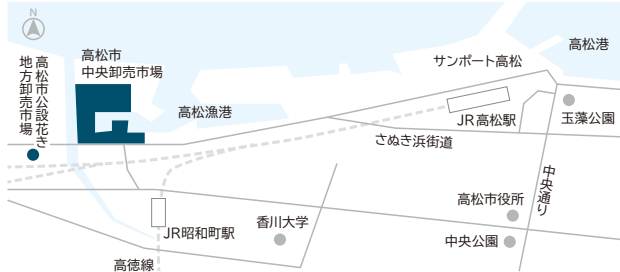 N
高松市公設花き
地方卸売市場
高松市
中央卸売市場
高松漁港
サンポート高松
高松港
JR高松駅
玉藻公園
さぬき浜街道
中央通り
高松市役所
中央公園
香川大学
JR昭和町駅
高徳線